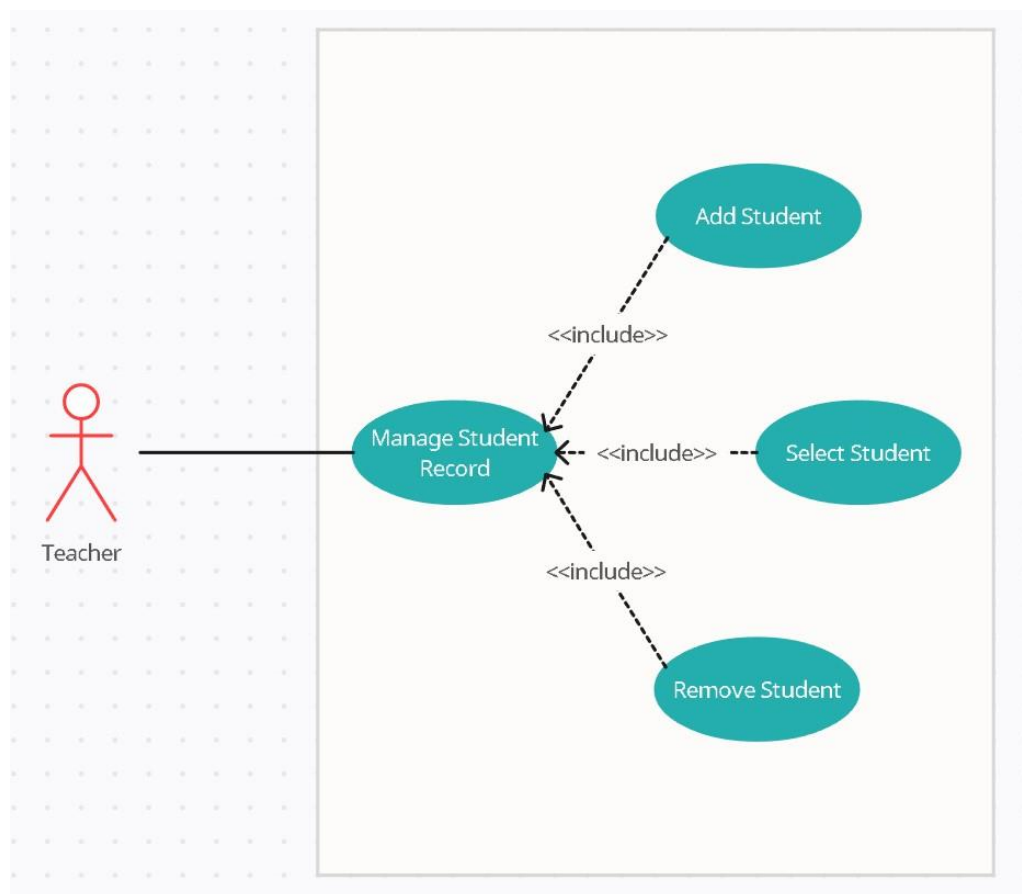 Add Student
<<include>>
Manage Student
Record
<<include>>
Select Student
<<include>>
Teacher
Remove Student